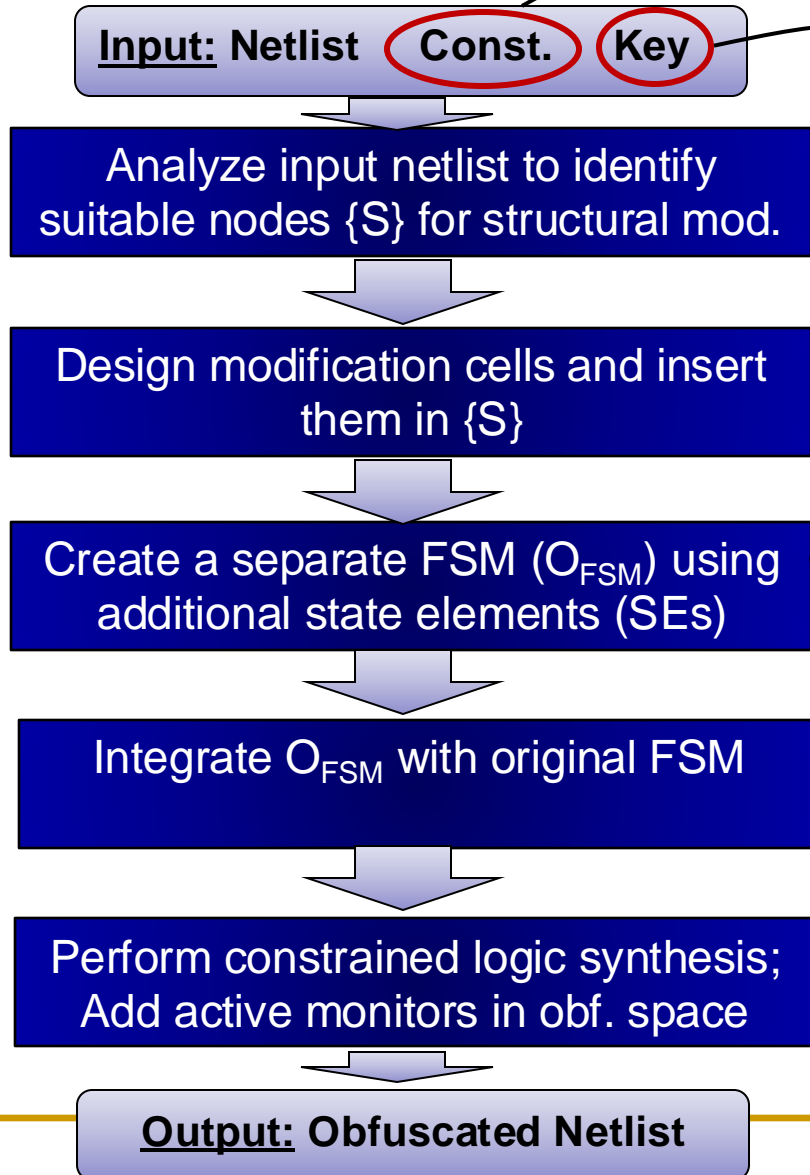 Input: Netlist Const. Key
Analyze input netlist to identify
suitable nodes {S} for structural mod.
Design modification cells and insert
them in {S}
Create a separate FSM (O_FSM) using
additional state elements (SEs)
Integrate O_FSM with original FSM
Perform constrained logic synthesis;
Add active monitors in obf. space
Output: Obfuscated Netlist